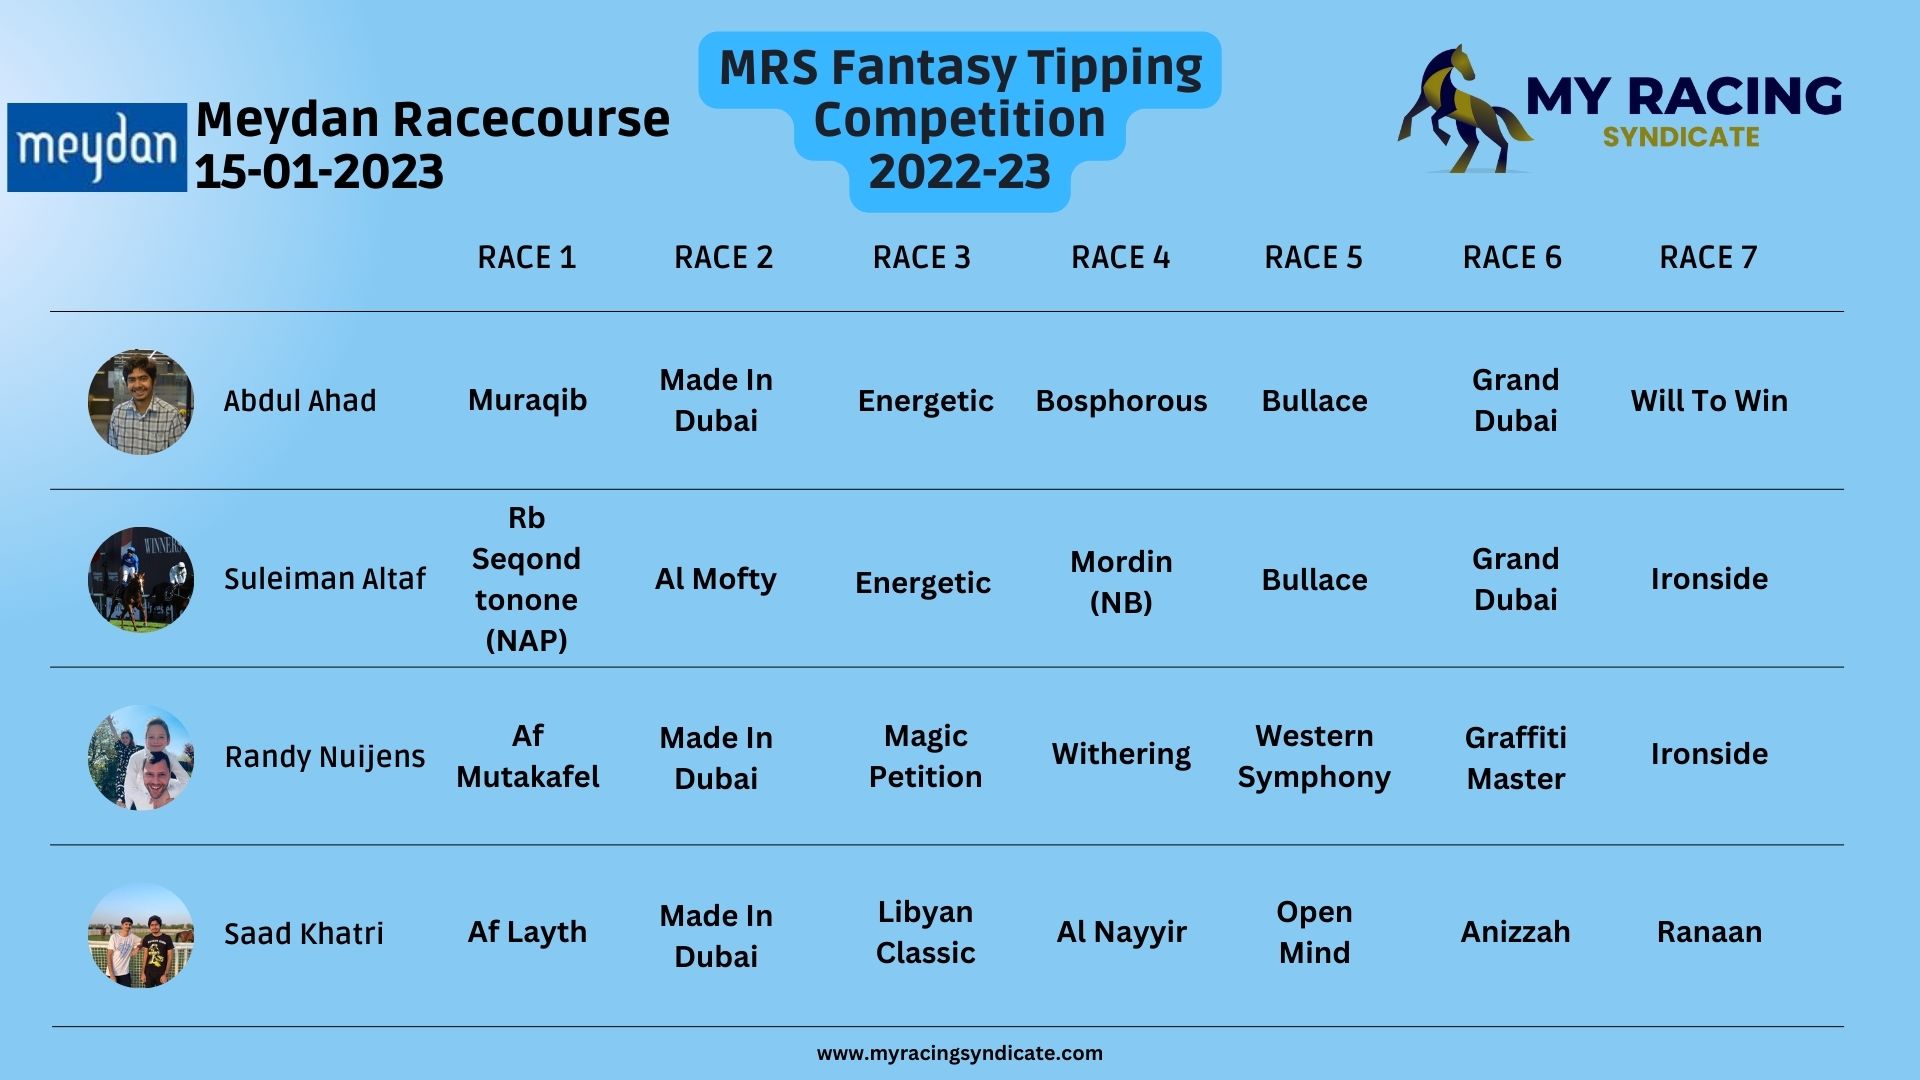 MRS Fantasy Tipping
Competition
2022-23
meydan
Meydan Racecourse
15-01-2023
MY RACING
SYNDICATE
RACE 1 RACE 2 RACE 3 RACE 4 RACE 5 RACE 6 RACE 7
Abdul Ahad
Muraqib
Made In
Dubai
Energetic
Bosphorous
Bullace
Grand
Dubai
Will To Win
WINNERS
Suleiman Altaf
Rb
Seqond
tonone
(NAP)
Al Mofty
Energetic
Mordin
(NB)
Bullace
Grand
Dubai
Ironside
Randy Nuijens
Af
Mutakafel
Made In
Dubai
Magic
Petition
Withering
Western
Symphony
Graffiti
Master
Ironside
Saad Khatri
Af Layth
Made In
Dubai
Libyan
Classic
Al Nayyir
Open
Mind
Anizzah
Ranaan
www.myracingsyndicate.com